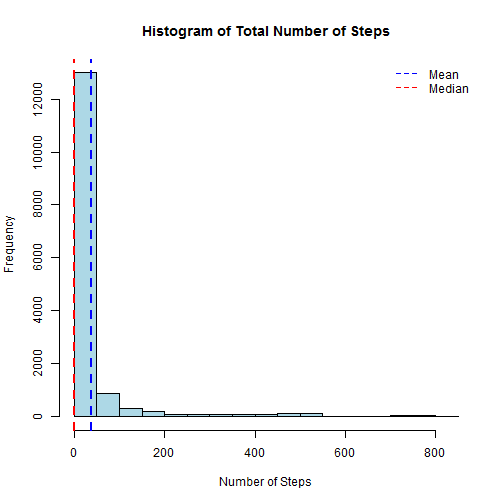 Histogram of Total Number of Steps
Mean
Median
Frequency
12000
10000
8000
6000
4000
2000
0
0 200 400 600 800
Number of Steps